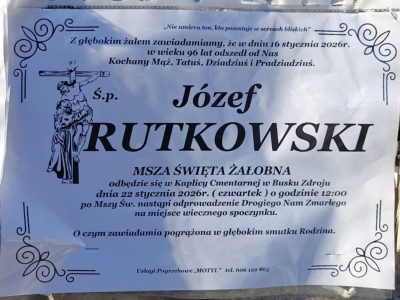 „Nie umiera ten, kto pozostaje w sercach bliskich”
Z głębokim żalem zawiadamiamy, że w dniu 16 stycznia 2026r.
w wieku 96 lat odszedł od Nas
Kochany Mąż, Tatuś, Dziadziuś i Pradziadziuś.
Ś.p.
Józef
RUTKOWSKI
MSZA ŚWIĘTA ŻAŁOBNA
odbędzie się w Kaplicy Cmentarnej w Busku Zdroju
dnia 22 stycznia 2026r. ( czwartek ) o godzinie 12:00
po Mszy Św. nastąpi odprowadzenie Drogiego Nam Zmarłego
na miejsce wiecznego spoczynku.
O czym zawiadamia pogrążona w głębokim smutku Rodzina.
Usługi Pogrzebowe „MOTYL” tel. 606 122 865